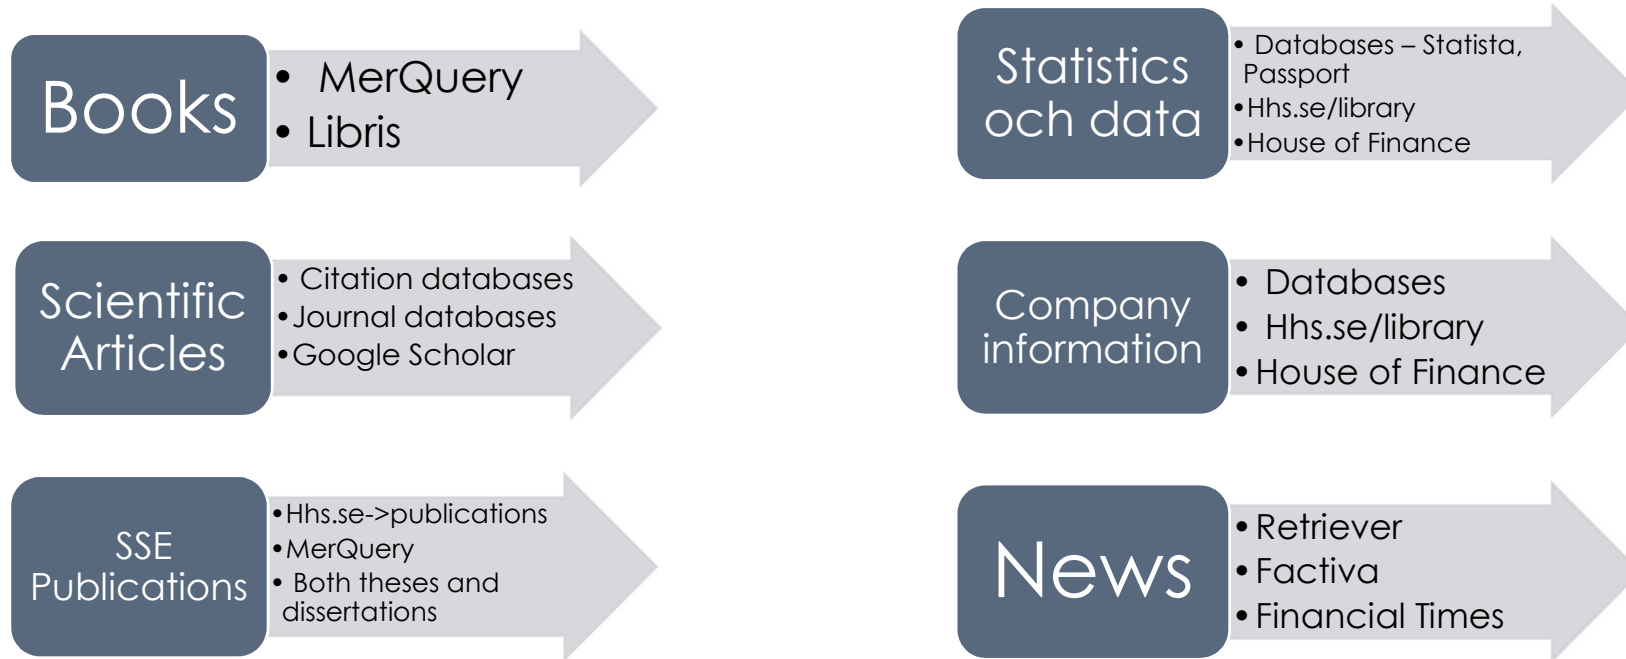 Books
• MerQuery
• Libris
Scientific
Articles
• Citation databases
•Journal databases
•Google Scholar
SSE
Publications
•Hhs.se->publications
•MerQuery
• Both theses and
dissertations
Statistics
och data
• Databases – Statista,
Passport
•Hhs.se/library
•House of Finance
Company
information
• Databases
• Hhs.se/library
•House of Finance
News
•Retriever
•Factiva
•Financial Times